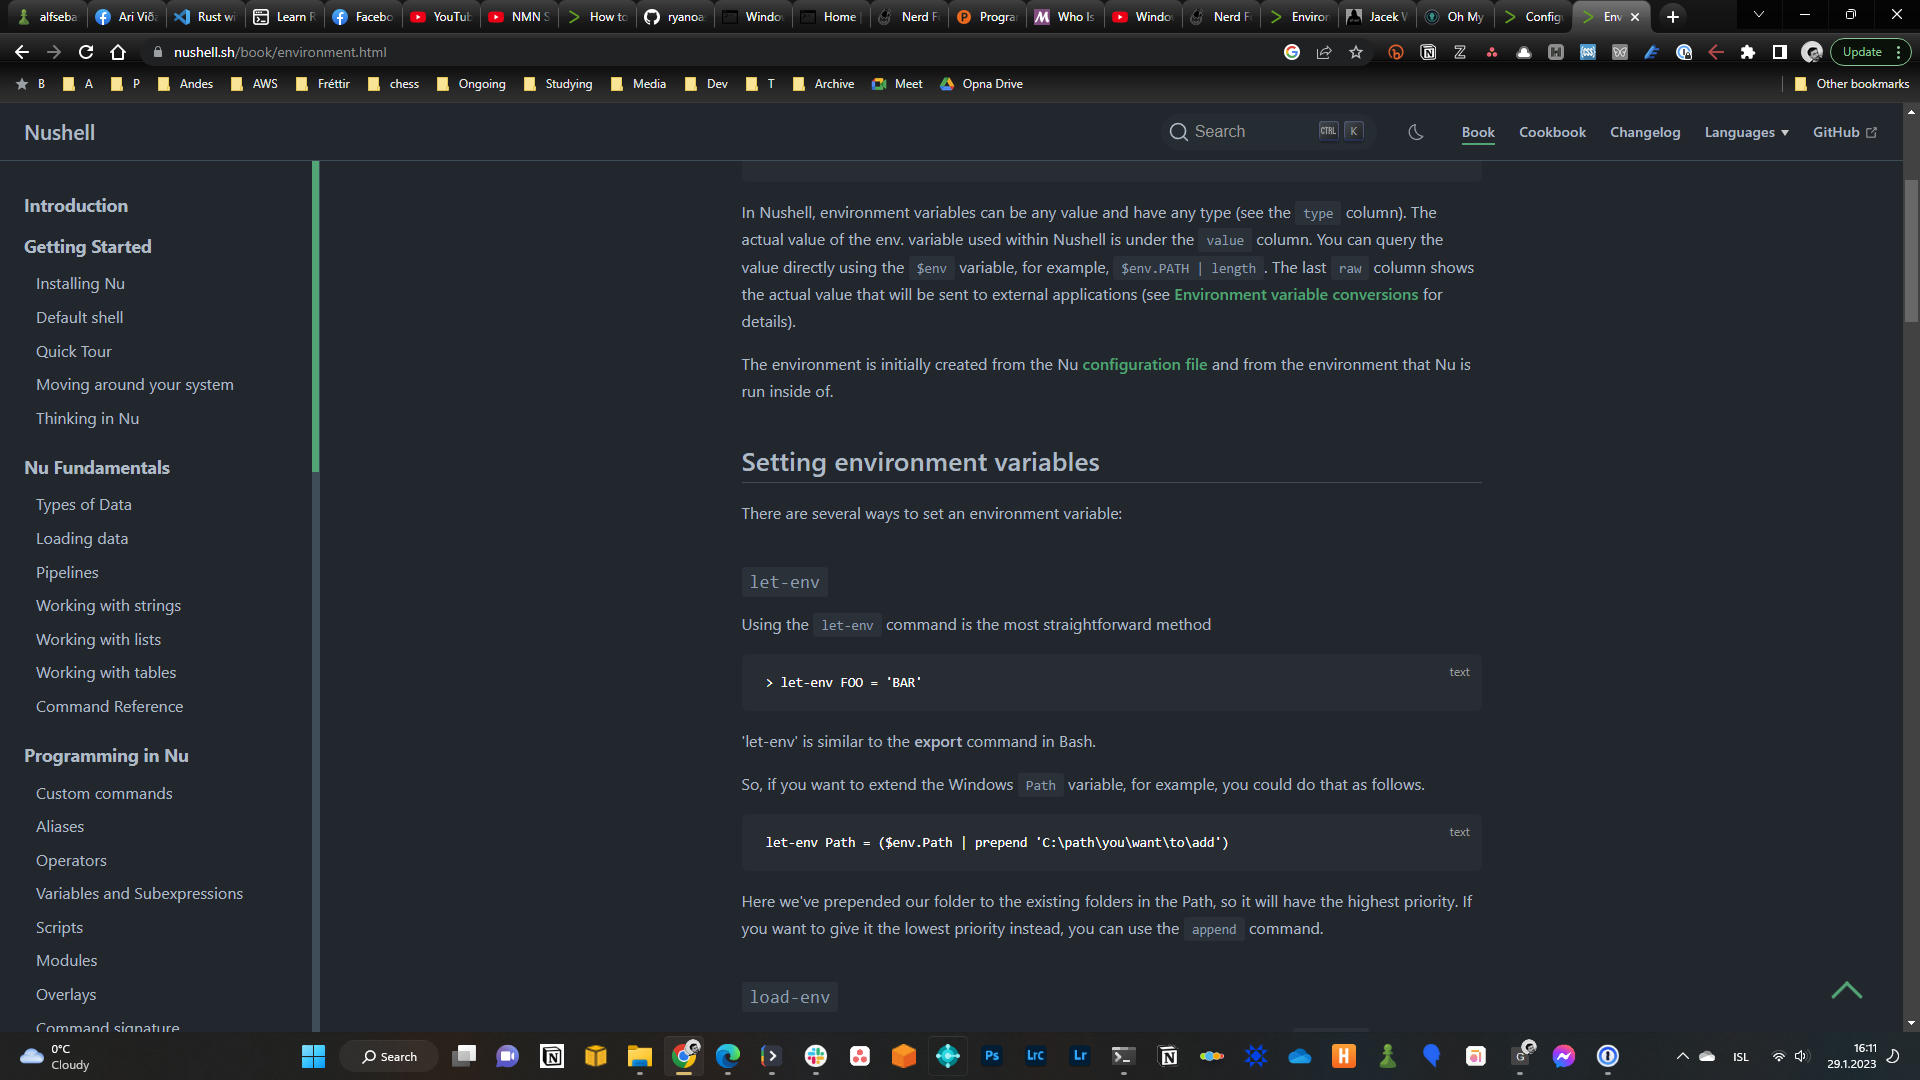 alfseba
Ari Við
Rust wi
Learn R
Facebo
YouTub
NMN S
How to
ryanoa
Window
Home |
Nerd Fo
Prograr
Who Is
Windo
Nerd Fo
Environ
Jacek W
Oh My
Config
Env
nushell.sh/book/environment.html
Update
B
A
P
Andes
AWS
Fréttir
chess
Ongoing
Studying
Media
Dev
T
Archive
Meet
Opna Drive
Other bookmarks
Nushell
Search
CTRL K
Book
Cookbook
Changelog
Languages
GitHub
Introduction
Getting Started
Installing Nu
Default shell
Quick Tour
Moving around your system
Thinking in Nu
Nu Fundamentals
Types of Data
Loading data
Pipelines
Working with strings
Working with lists
Working with tables
Command Reference
Programming in Nu
Custom commands
Aliases
Operators
Variables and Subexpressions
Scripts
Modules
Overlays
Command signature
In Nushell, environment variables can be any value and have any type (see the type column). The
actual value of the env. variable used within Nushell is under the value column. You can query the
value directly using the $env variable, for example, $env.PATH | length . The last raw column shows
the actual value that will be sent to external applications (see Environment variable conversions for
details).
The environment is initially created from the Nu configuration file and from the environment that Nu is
run inside of.
Setting environment variables
There are several ways to set an environment variable:
let-env
Using the let-env command is the most straightforward method
text
> let-env FOO = 'BAR'
'let-env' is similar to the export command in Bash.
So, if you want to extend the Windows Path variable, for example, you could do that as follows.
text
let-env Path = ($env.Path | prepend 'C:\path\you\want\to\add')
Here we've prepended our folder to the existing folders in the Path, so it will have the highest priority. If
you want to give it the lowest priority instead, you can use the append command.
load-env
0°C
Cloudy
Search
Ps
LrC
Lr
H
ISL
16:11
29.1.2023